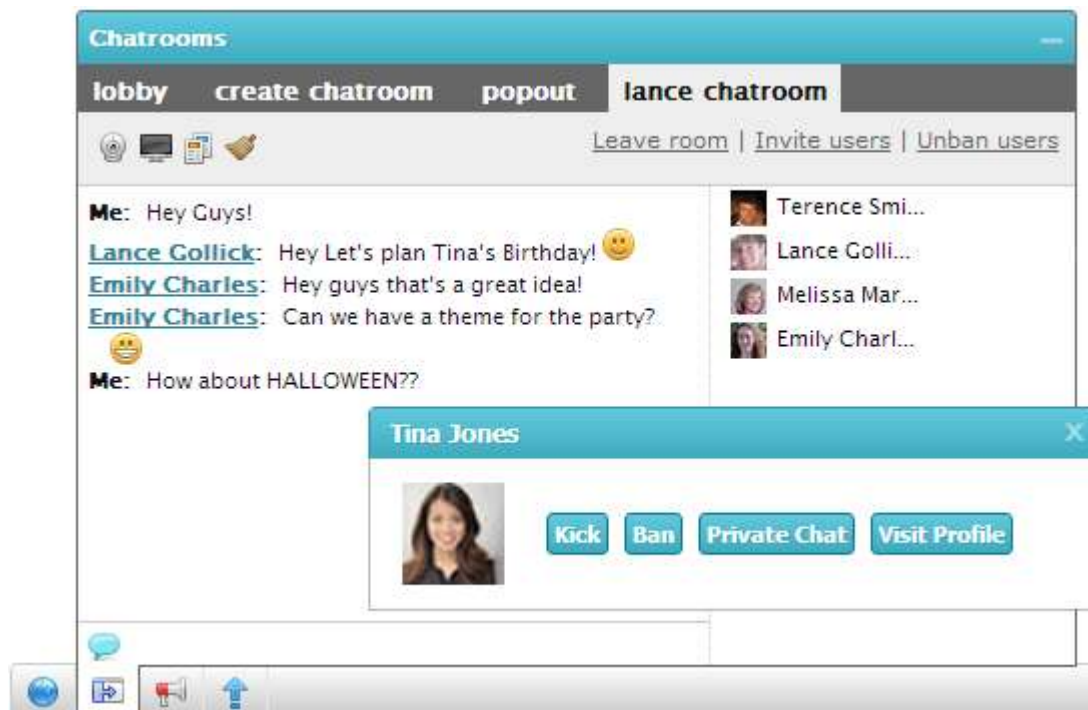 Chatrooms
lobby create chatroom popout lance chatroom
Leave room | Invite users | Unban users
Me: Hey Guys!
Lance Gollick: Hey Let's plan Tina's Birthday!
Emily Charles: Hey guys that's a great idea!
Emily Charles: Can we have a theme for the party?
Me: How about HALLOWEEN??
Terence Smi...
Lance Golli...
Melissa Mar...
Emily Charl...
Tina Jones X
Kick Ban Private Chat Visit Profile